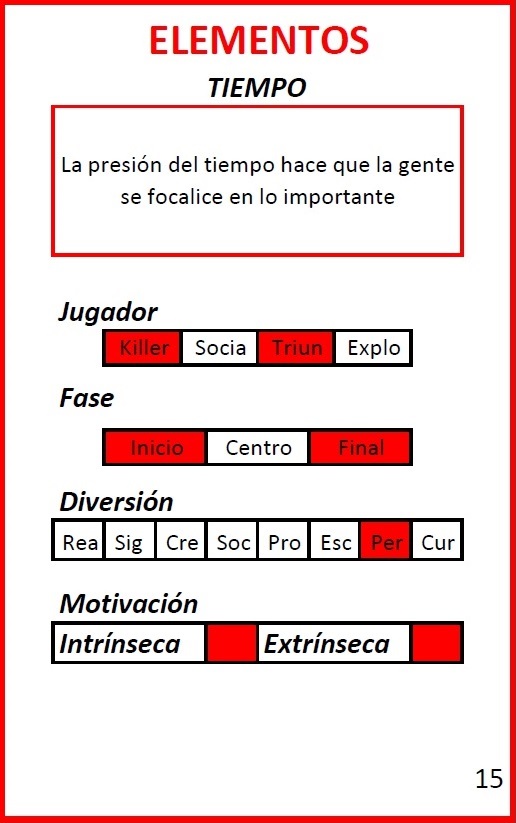 ELEMENTOS
TIEMPO
La presión del tiempo hace que la gente
se focalice en lo importante
Jugador
Killer Socia Triun Explo
Fase
Inicio Centro Final
Diversión
Rea Sig Cre Soc Pro Esc Per Cur
Motivación
Intrínseca Extrínseca
15